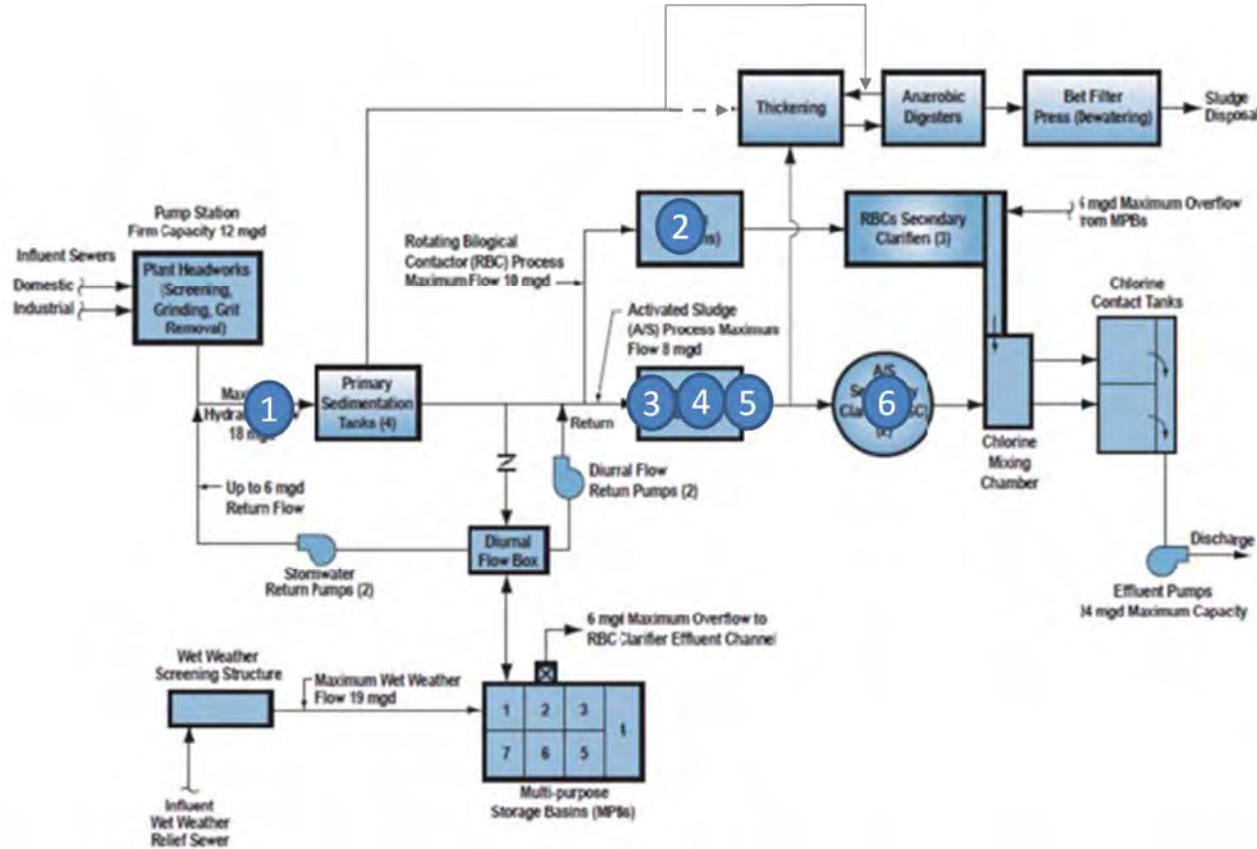 Thickening
Anaerobic
Digesters
Bet Filter
Press (Dewatering)
Sludge
Disposal
Pump Station
Firm Capacity 12 mgd
Influent Sewers
Domestic
Industrial
Plant Headworks
(Screening,
Grinding, Grit
Removal)
Rotating Bilogical
Contactor (RBC) Process
Maximum Flow 10 mgd
2
RBCs Secondary
Clarifiers (3)
mgd Maximum Overflow
from MPBs
Activated Sludge
(A/S) Process Maximum
Flow 8 mgd
Chlorine
Contact Tanks
1
18 mgd
Primary
Sedimentation
Tanks (4)
Return
3
4
5
A/S
6
Chlorine
Mixing
Chamber
Up to 6 mgd
Return Flow
Diurnal Flow
Return Pumps (2)
Stormwater
Return Pumps (2)
Diurnal
Flow Box
Discharge
Effluent Pumps
34 mgd Maximum Capacity
6 mgd Maximum Overflow to
RBC Clarifier Effluent Channel
Wet Weather
Screening Structure
Maximum Wet Weather
Flow 19 mgd
1 2 3
7 6 5
Multi-purpose
Storage Basins (MPBs)
Influent
Wet Weather
Relief Sewer